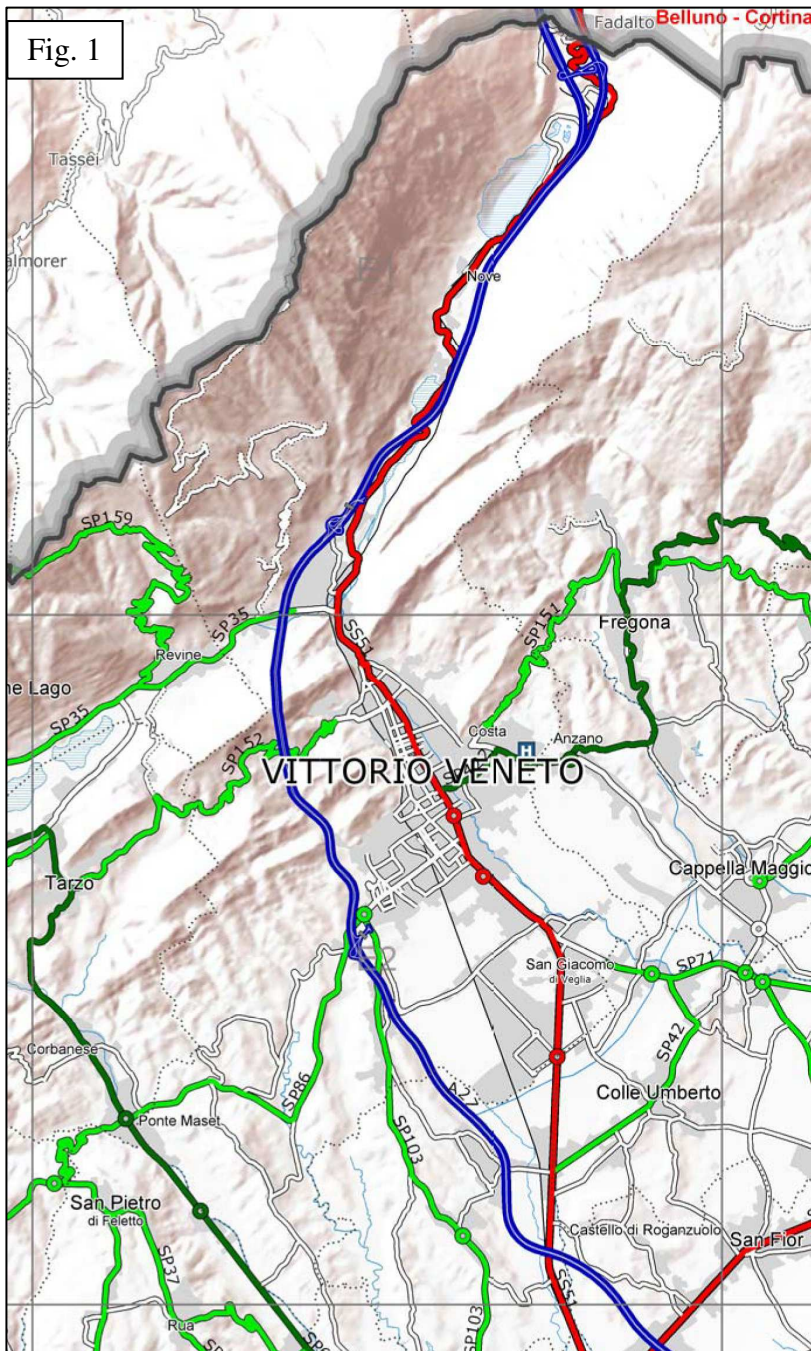 Fig. 1
Fadalto
Belluno - Cortina
Tassei
almorer
Nove
SP159
SP35
SS51
SP151
Fregona
Revine
ne Lago
SP35
SP152
Costa
H
Anzano
VITTORIO VENETO
Tarzo
Cappella Maggio
San Giacomo
di Veglia
SP71
SP42
Corbanese
SP86
A27
Colle Umberto
Ponte Maset
SP103
San Pietro
di Feletto
Castello di Roganzuolo
San Fior
SP37
SS51
Rua
SP103